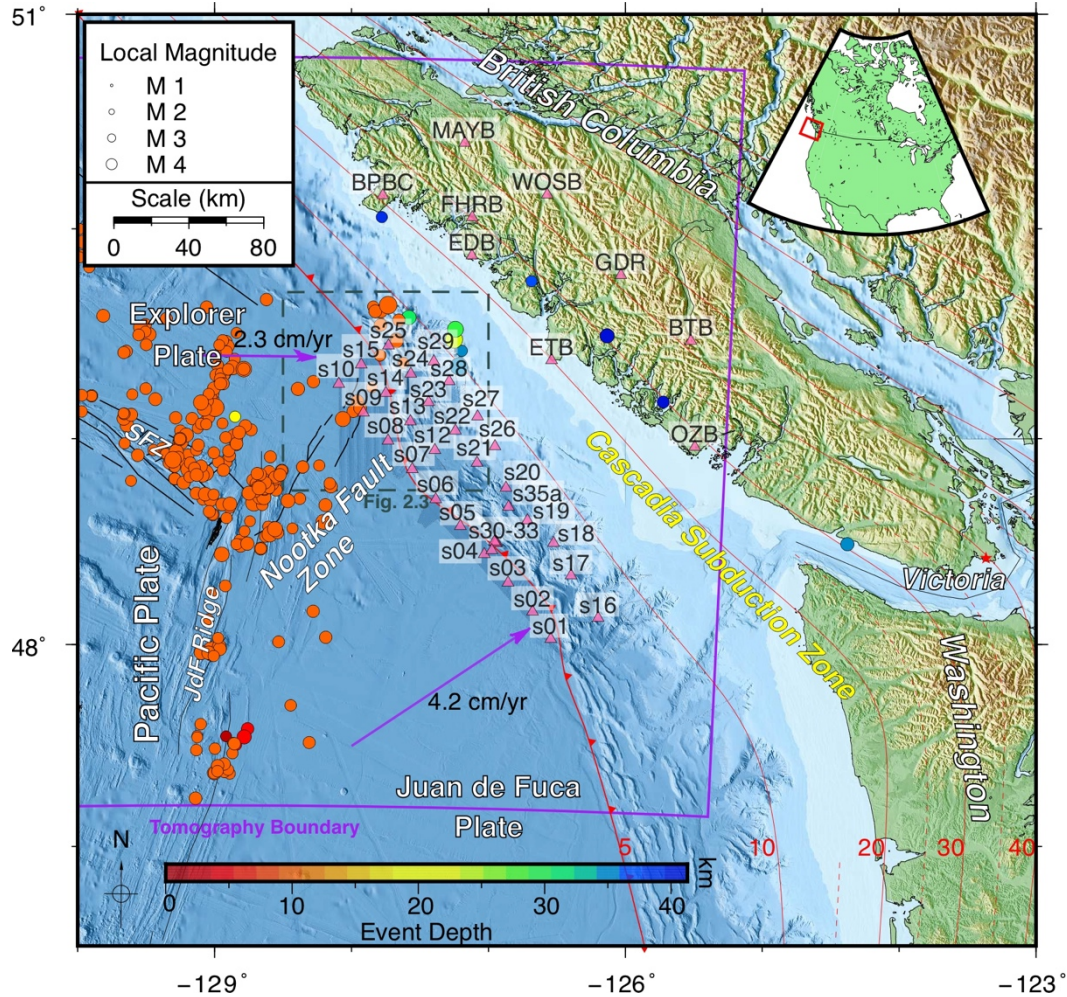 51°
Local Magnitude
M 1
M 2
M 3
M 4
Scale (km)
0 40 80
British Columbia
MAYB
BPBC
WOSB
FHRB
EDB
GDR
BTB
ETB
OZB
Explorer
Plate
2.3 cm/yr
s25
s15
s29
s24
s10
s28
s14
s23
s09
s27
s13
s22
s08
s12
s26
s07
s21
s06
s20
Fig. 2.3
s35a
s05
s19
s30-33
s18
s04
s17
s03
s02
s16
s01
SFZ
Nootka Fault
Zone
Cascadia Subduction Zone
Victoria
48°
Pacific Plate
JdF Ridge
4.2 cm/yr
Washington
Juan de Fuca
Plate
Tomography Boundary
5 10 20 30 40
N
km
0 10 20 30 40
Event Depth
-129° -126° -123°